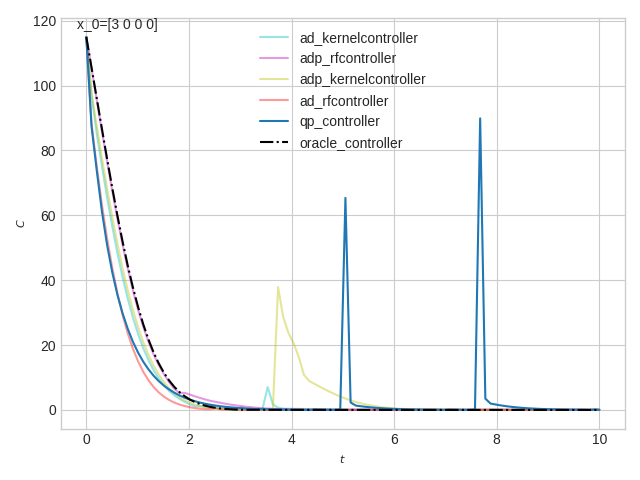 x_0=[3 0 0 0]
ad_kernelcontroller
adp_rfcontroller
adp_kernelcontroller
ad_rfcontroller
qp_controller
oracle_controller
120
100
80
60
40
20
0
C
0 2 4 6 8 10
t